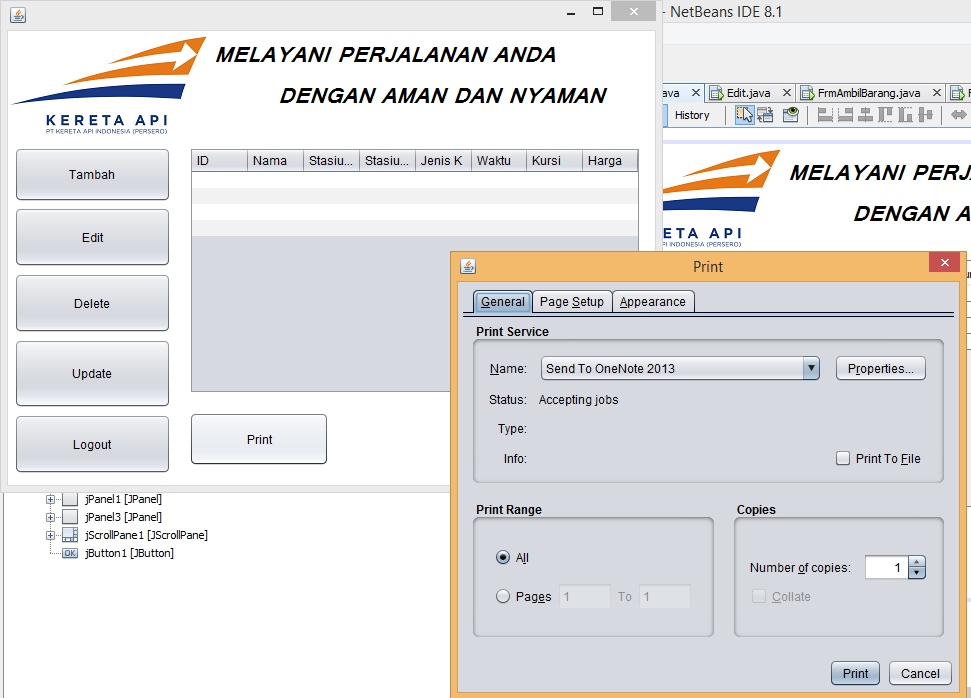 - NetBeans IDE 8.1
MELAYANI PERJALANAN ANDA
DENGAN AMAN DAN NYAMAN
KERETA API
PT KERETA API INDONESIA (PERSERO)
Tambah
Edit
Delete
Update
Logout
ID Nama Stasiu... Stasiu... Jenis K Waktu Kursi Harga
Print
ava Edit.java FrmAmbilBarang.java
History
MELAYANI PERJ
DENGAN A
ETA API
API INDONESIA (PERSERO)
jPanel1 [JPanel]
jPanel3 [JPanel]
jScrollPane1 [JScrollPane]
OK jButton1 [JButton]
Print
General Page Setup Appearance
Print Service
Name: Send To OneNote 2013 Properties...
Status: Accepting jobs
Type:
Info: Print To File
Print Range
All
Pages 1 To 1
Copies
Number of copies: 1
Collate
Print Cancel